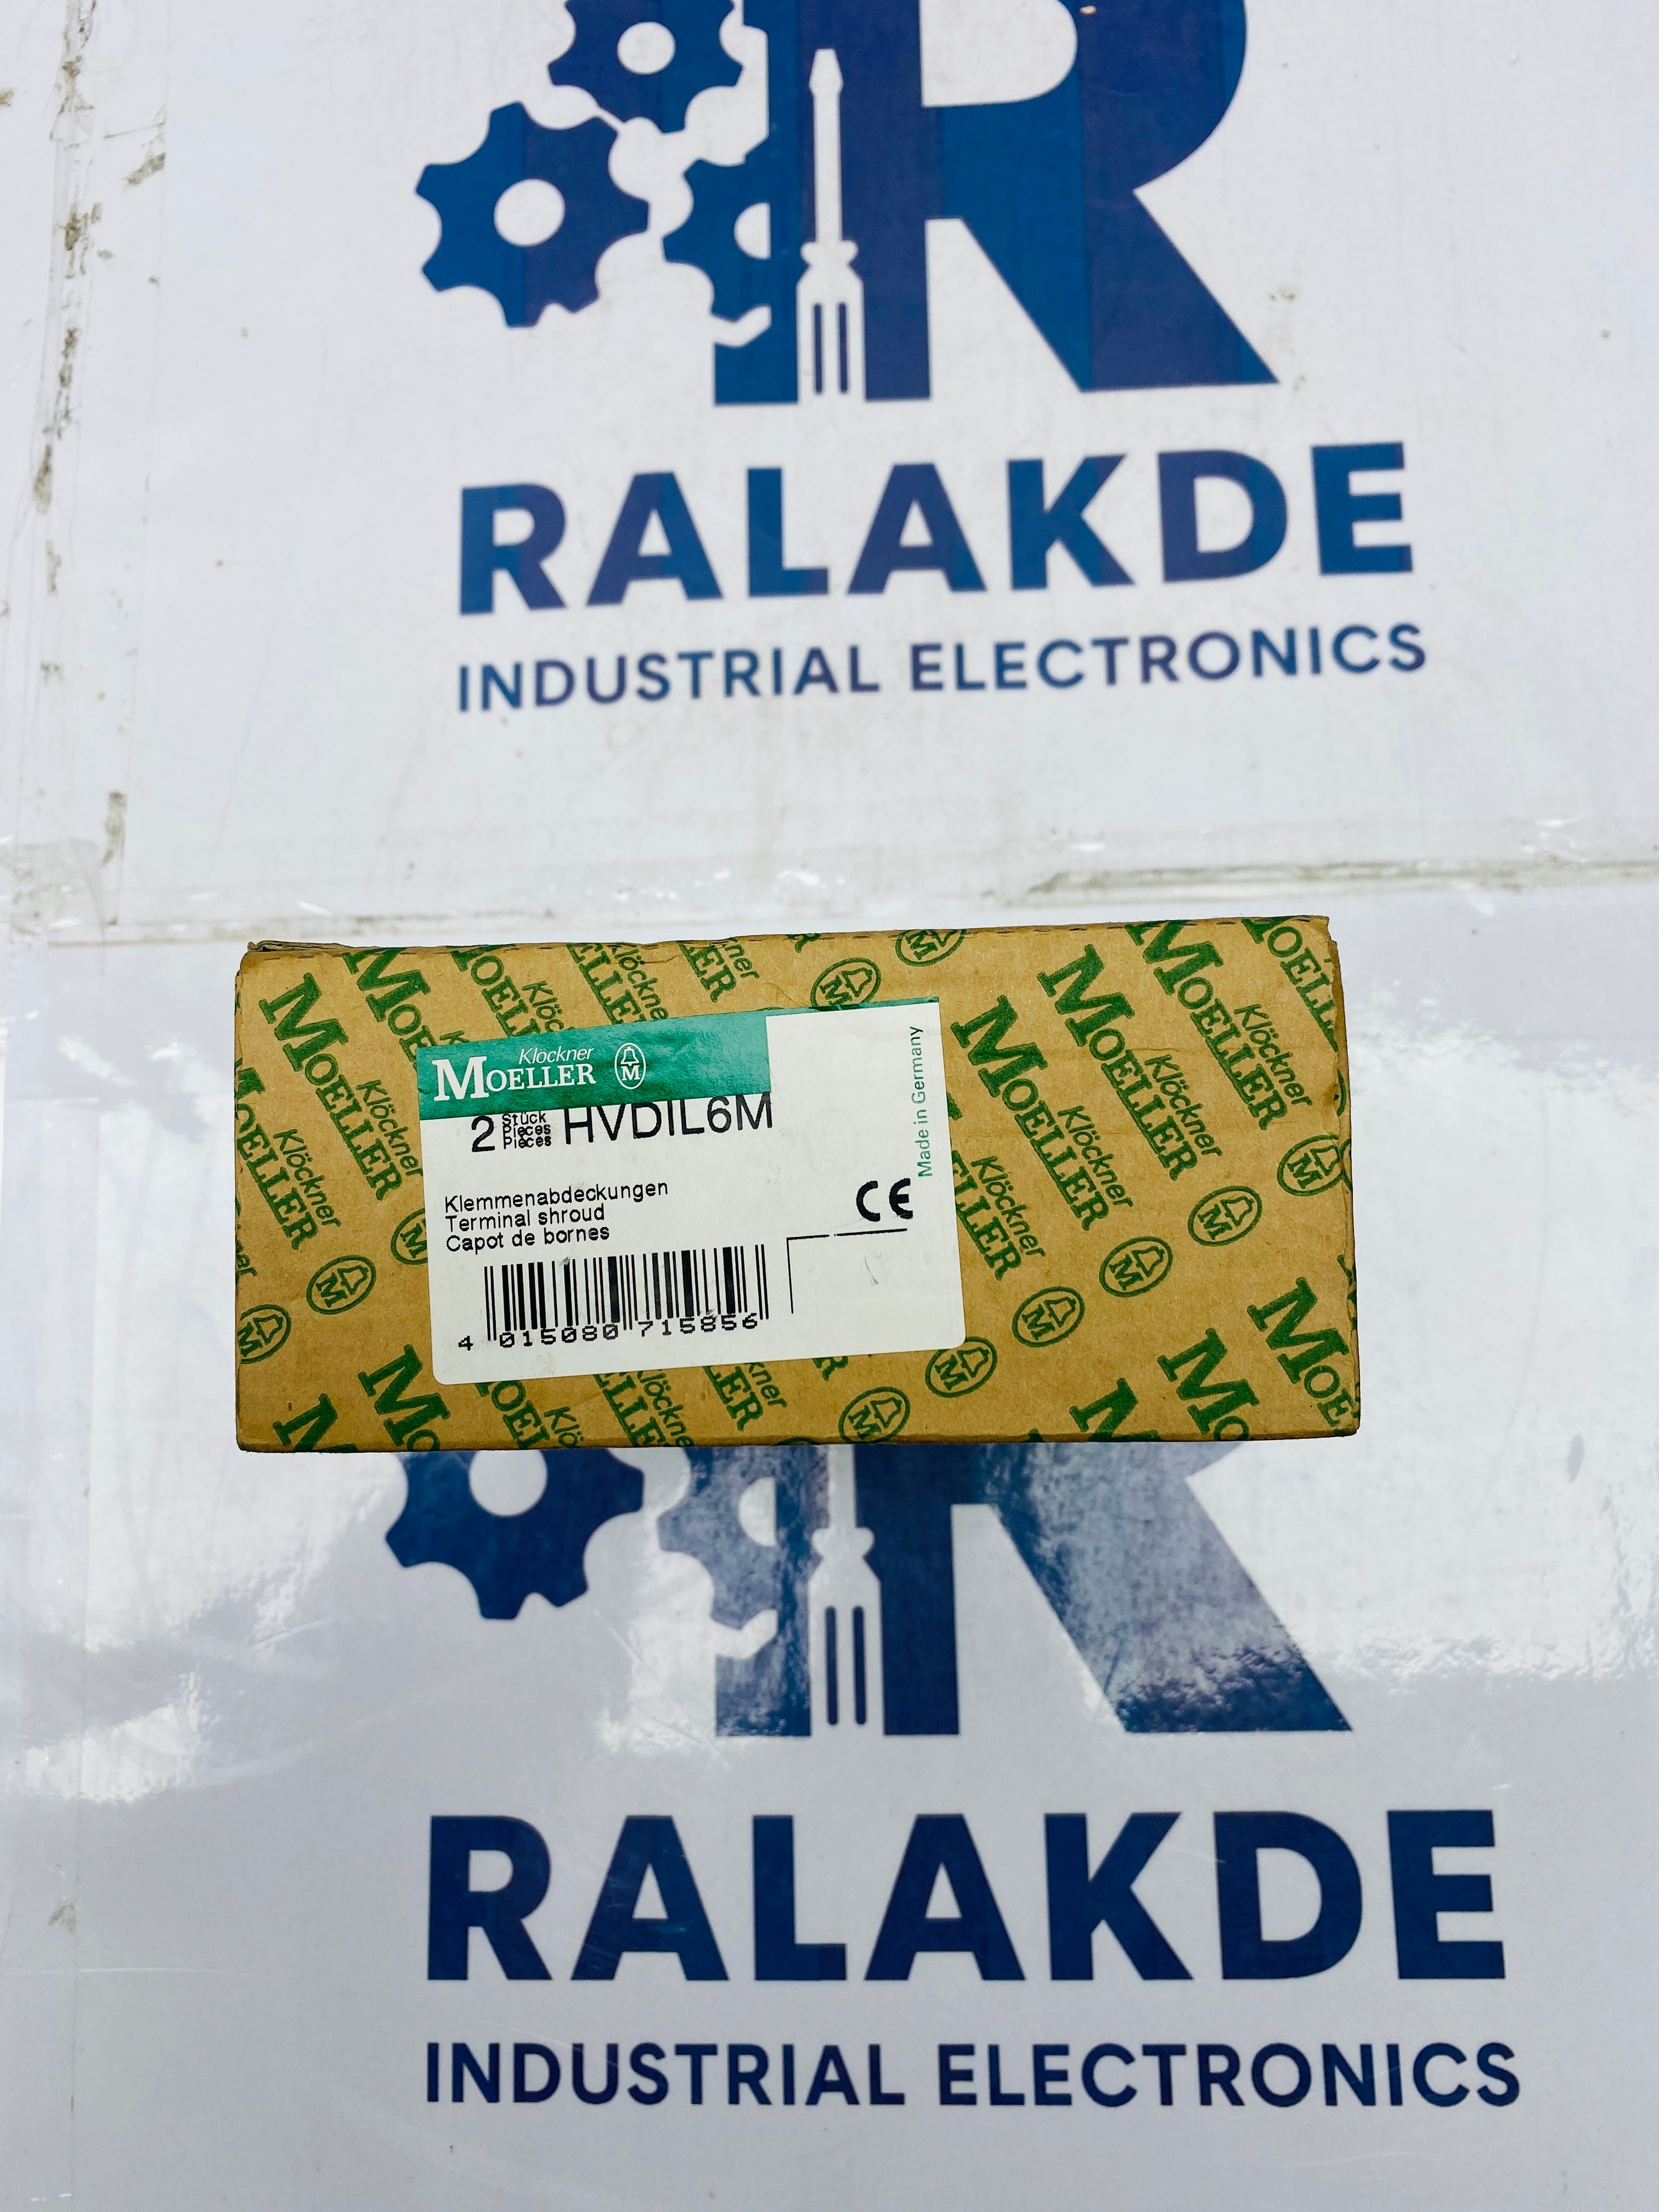 RALAKDE
INDUSTRIAL ELECTRONICS
Klöckner
MOELLER
M
2 Stück
Pieces
Pièces
HVDIL6M
Made in Germany
Klemmenabdeckungen
Terminal shroud
Capot de bornes
CE
4 015080 715856
RALAKDE
INDUSTRIAL ELECTRONICS